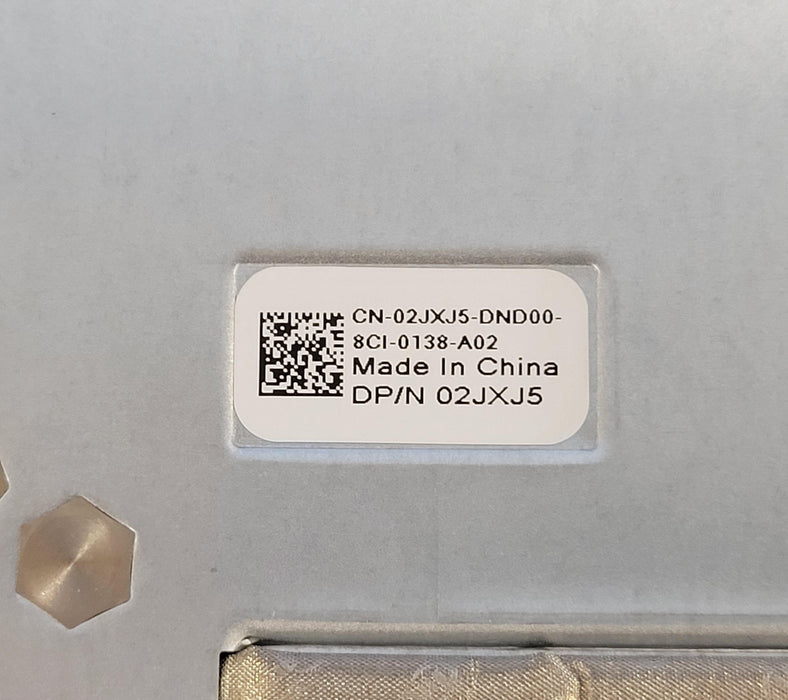 CN-02JXJ5-DND00-
8CI-0138-A02
Made In China
DP/N 02JXJ5